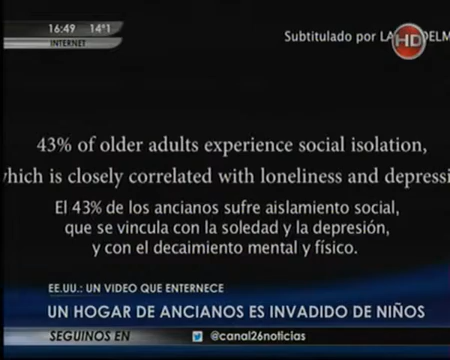 16:49 14°1
INTERNET
Subtitulado por
HD
43% of older adults experience social isolation,
which is closely correlated with loneliness and
El 43% de los ancianos sufre aislamiento social,
que se vincula con la soledad y la depresión,
y con el decaimiento mental y físico.
EE.UU.: UN VIDEO QUE ENTERNECE
UN HOGAR DE ANCIANOS ES INVADIDO DE NIÑOS
SEGUINOS EN @canal26noticias